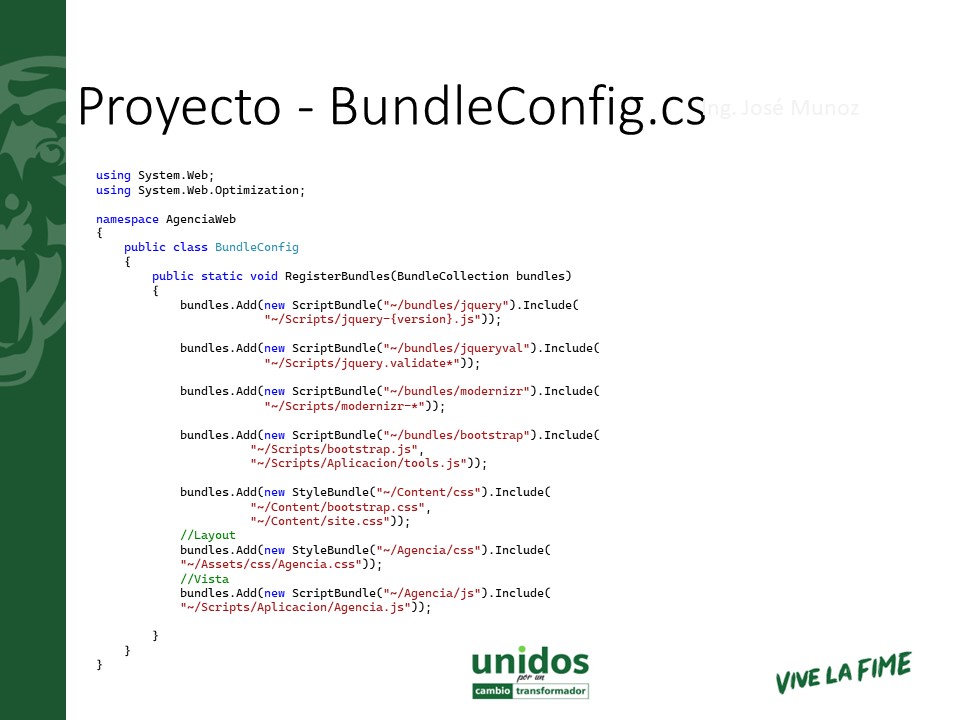 Proyecto - BundleConfig.cs
Ing. José Munoz
using System.Web;
using System.Web.Optimization;
namespace AgenciaWeb
{
    public class BundleConfig
    {
        public static void RegisterBundles(BundleCollection bundles)
        {
            bundles.Add(new ScriptBundle("~/bundles/jquery").Include(
                        "~/Scripts/jquery-{version}.js"));
            bundles.Add(new ScriptBundle("~/bundles/jqueryval").Include(
                        "~/Scripts/jquery.validate*"));
            bundles.Add(new ScriptBundle("~/bundles/modernizr").Include(
                        "~/Scripts/modernizr-*"));
            bundles.Add(new ScriptBundle("~/bundles/bootstrap").Include(
                      "~/Scripts/bootstrap.js",
                      "~/Scripts/Aplicacion/tools.js"));
            bundles.Add(new StyleBundle("~/Content/css").Include(
                      "~/Content/bootstrap.css",
                      "~/Content/site.css"));
            //Layout
            bundles.Add(new StyleBundle("~/Agencia/css").Include(
            "~/Assets/css/Agencia.css"));
            //Vista
            bundles.Add(new ScriptBundle("~/Agencia/js").Include(
            "~/Scripts/Aplicacion/Agencia.js"));
        }
    }
}
unidos
por un
cambio transformador
VIVE LA FIME